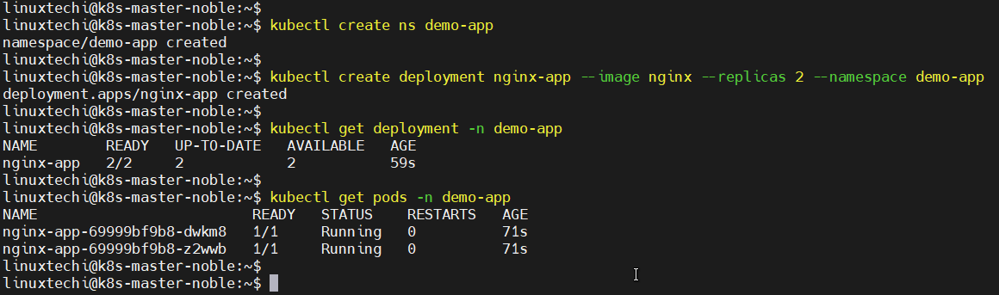 linuxtechi@k8s-master-noble:~$
linuxtechi@k8s-master-noble:~$ kubectl create ns demo-app
namespace/demo-app created
linuxtechi@k8s-master-noble:~$
linuxtechi@k8s-master-noble:~$ kubectl create deployment nginx-app --image nginx --replicas 2 --namespace demo-app
deployment.apps/nginx-app created
linuxtechi@k8s-master-noble:~$
linuxtechi@k8s-master-noble:~$ kubectl get deployment -n demo-app
NAME        READY   UP-TO-DATE   AVAILABLE   AGE
nginx-app   2/2     2            2           59s
linuxtechi@k8s-master-noble:~$
linuxtechi@k8s-master-noble:~$ kubectl get pods -n demo-app
NAME                         READY   STATUS    RESTARTS   AGE
nginx-app-69999bf9b8-dwkm8   1/1     Running   0          71s
nginx-app-69999bf9b8-z2wwb   1/1     Running   0          71s
linuxtechi@k8s-master-noble:~$
linuxtechi@k8s-master-noble:~$